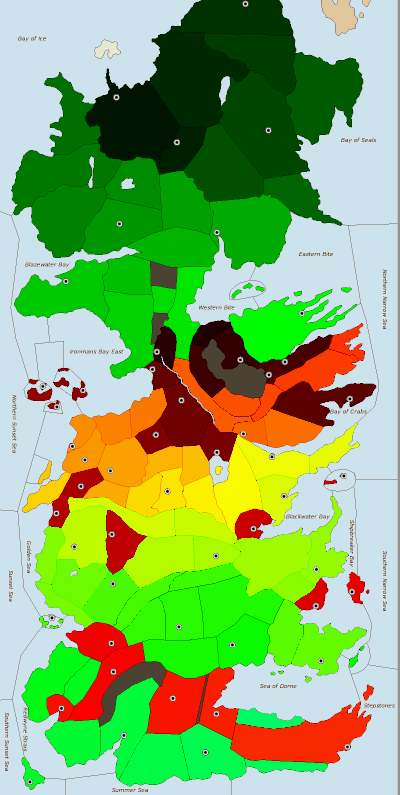 Bay of Ice
Bay of Seals
Eastern Bite
Blazewater Bay
Northern Narrow Sea
Western Bite
Ironmans Bay East
Northern Sunset Sea
Bay of Crabs
Blackwater Bay
Shipbreaker Bay
Golden Sea
Southern Narrow Sea
Sunset Sea
Sea of Dorne
Redwyne Straits
Stepstones
Southern Sunset Sea
Summer Sea